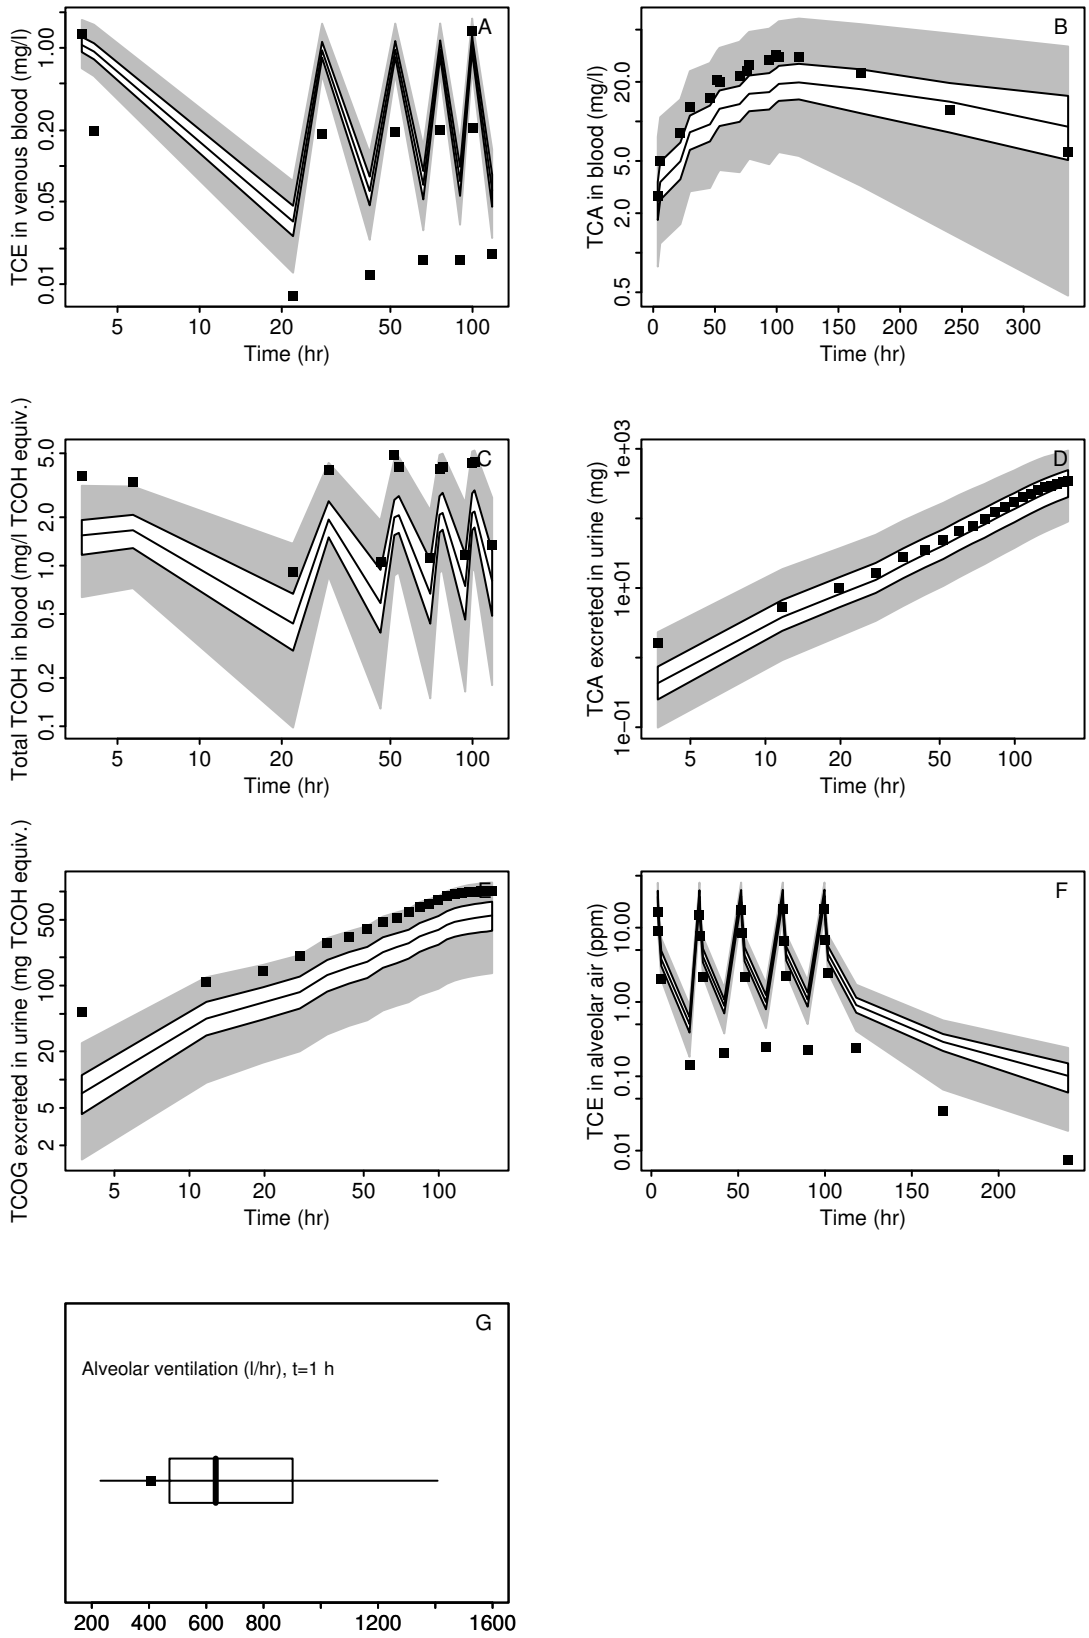 A
TCE in venous blood (mg/l)
1.00
0.20
0.05
0.01
5 10 20 50 100
Time (hr)
B
TCA in blood (mg/l)
20.0
5.0
2.0
0.5
0 50 100 150 200 250 300
Time (hr)
C
Total TCOH in blood (mg/l TCOH equiv.)
5.0
2.0
1.0
0.5
0.2
0.1
5 10 20 50 100
Time (hr)
D
TCA excreted in urine (mg)
1e+03
1e+01
1e−01
5 10 20 50 100
Time (hr)
E
TCOG excreted in urine (mg TCOH equiv.)
500
100
20
5
2
5 10 20 50 100
Time (hr)
F
TCE in alveolar air (ppm)
10.00
1.00
0.10
0.01
0 50 100 150 200
Time (hr)
G
Alveolar ventilation (l/hr), t=1 h
200 400 600 800 1200 1600